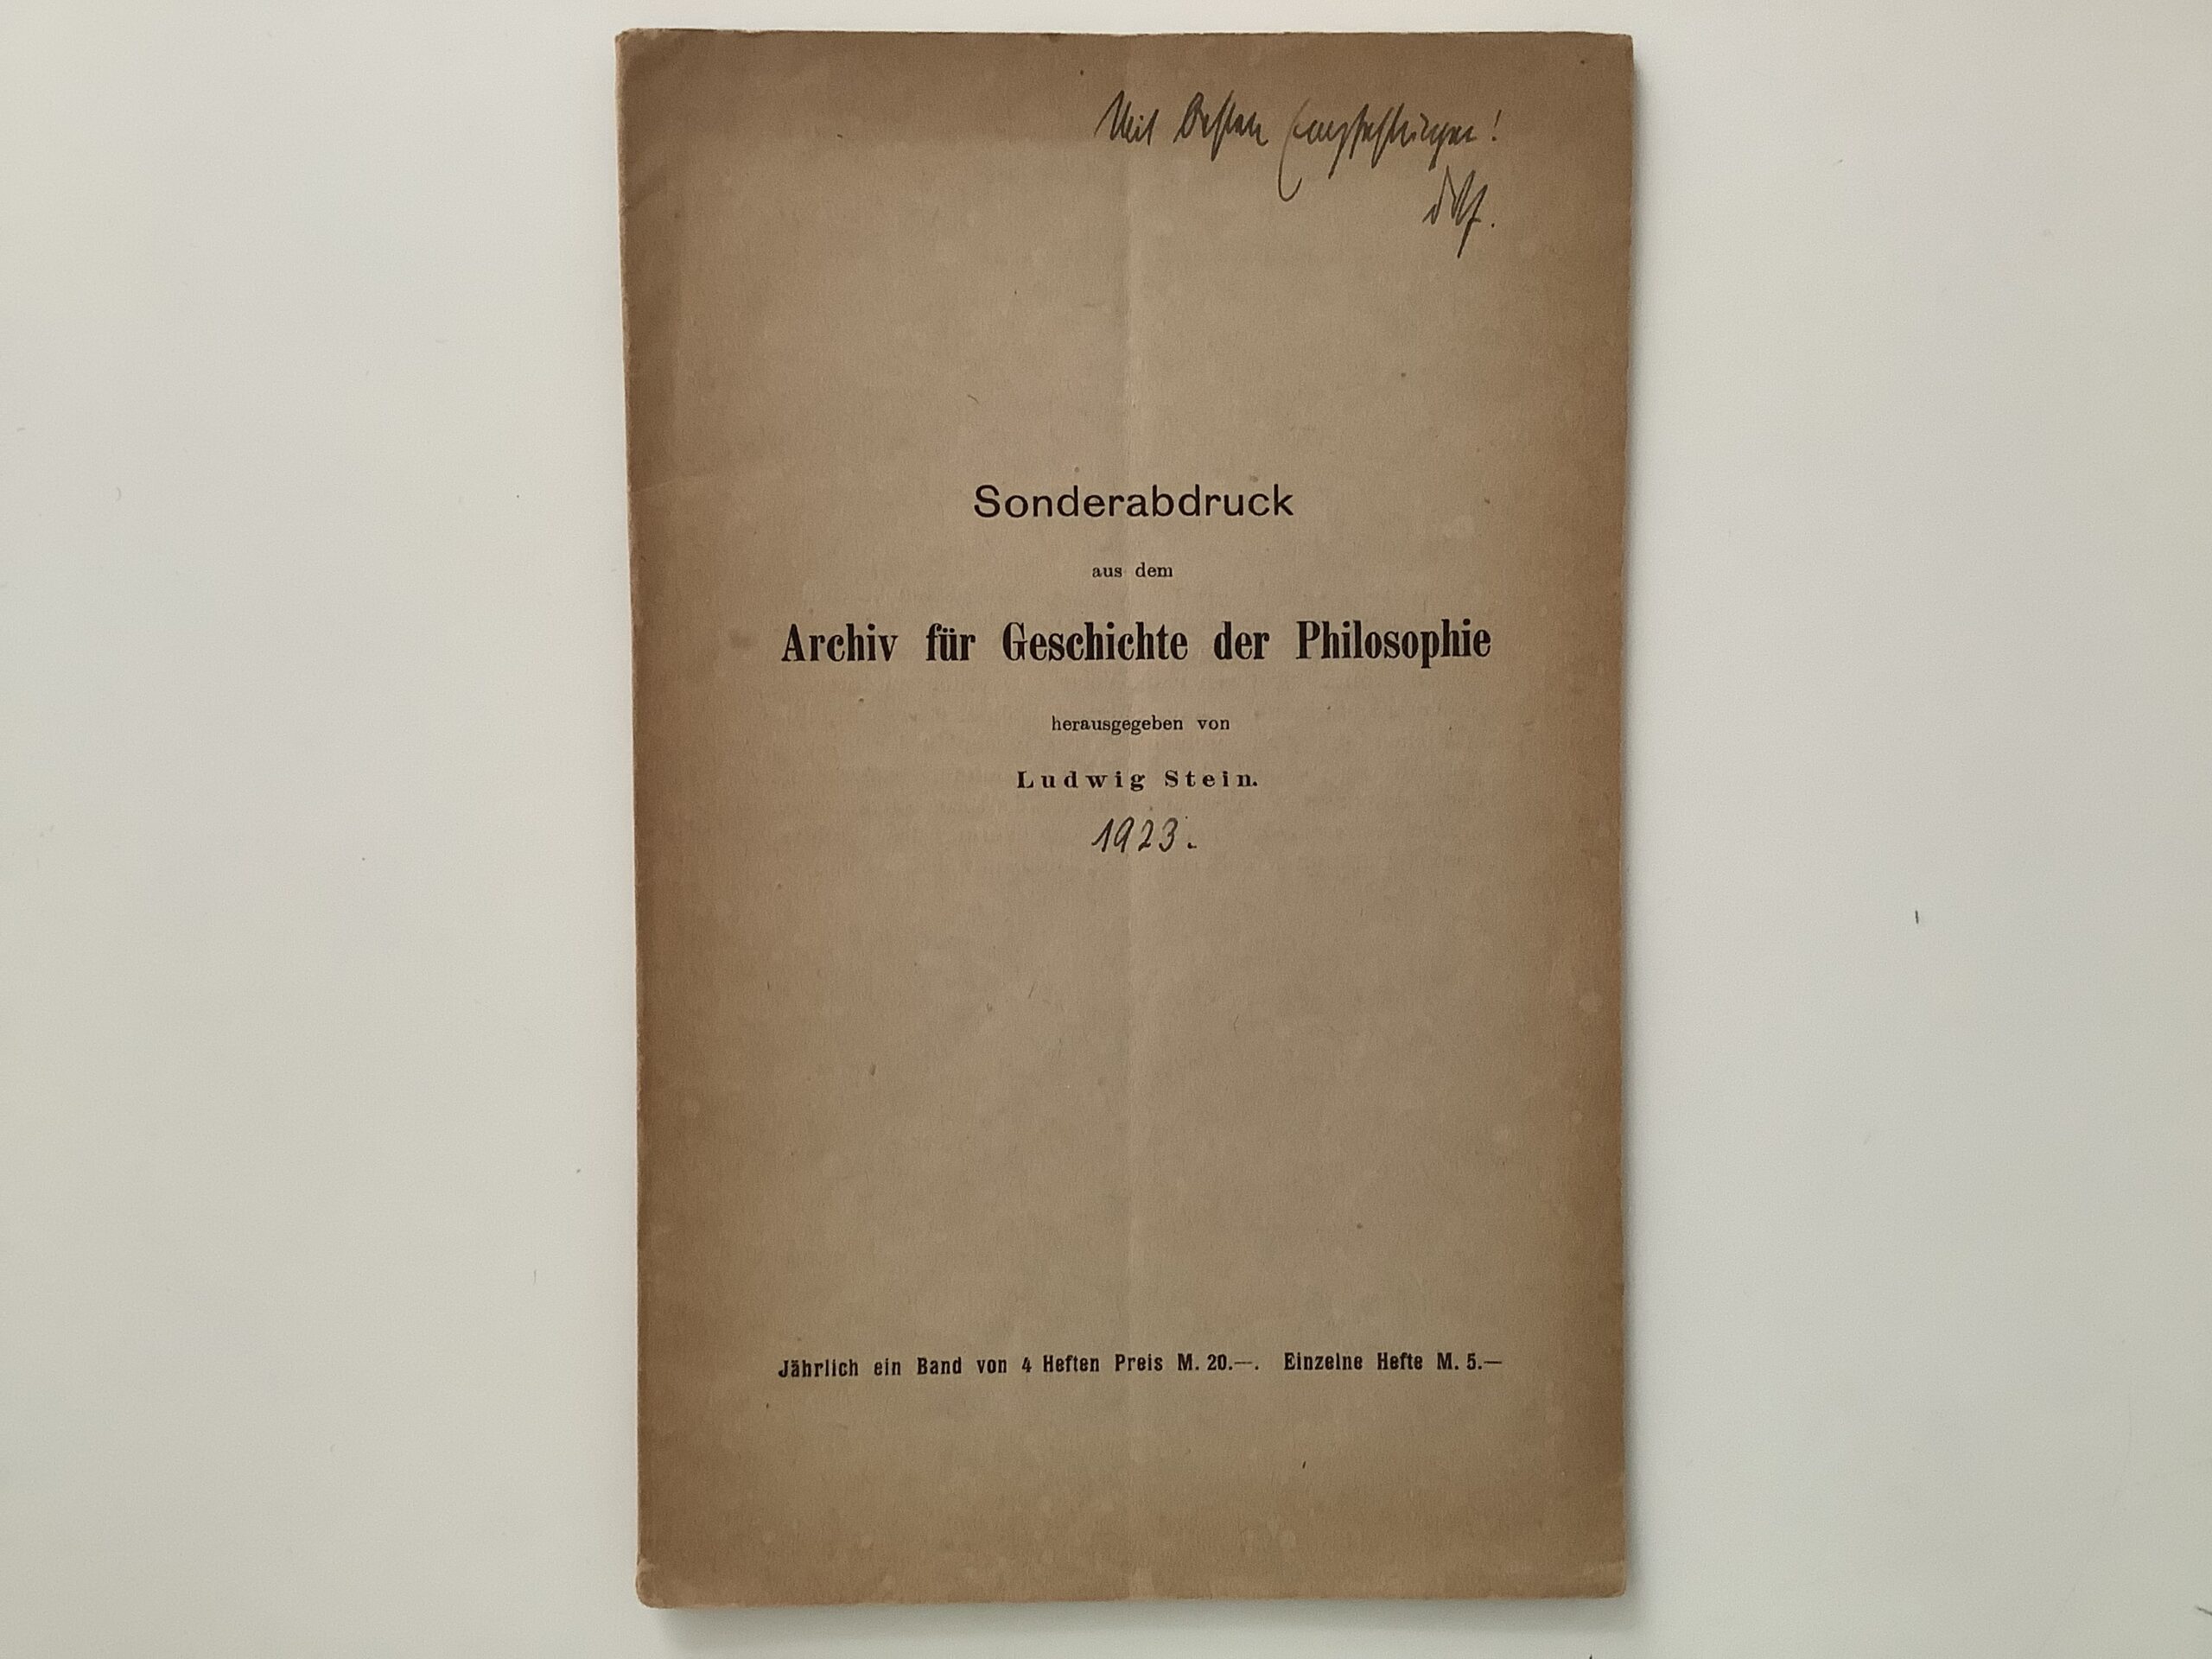 Mit besten Empfehlungen!
Sonderabdruck
aus dem
Archiv für Geschichte der Philosophie
herausgegeben von
Ludwig Stein.
1923.
Jährlich ein Band von 4 Heften Preis M. 20.—. Einzelne Hefte M. 5.—